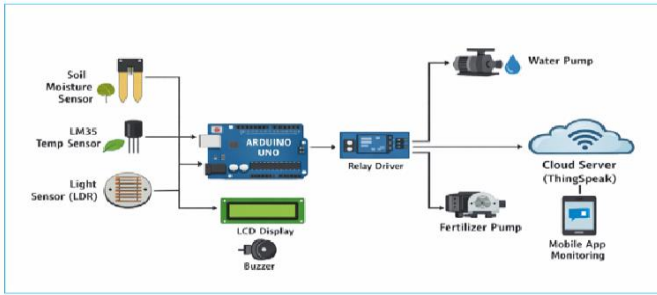 Soil
Moisture
Sensor
LM35
Temp Sensor
Light
Sensor (LDR)
ARDUINO
UNO
LCD Display
Buzzer
Relay Driver
Water Pump
Fertilizer Pump
Cloud Server
(ThingSpeak)
Mobile App
Monitoring